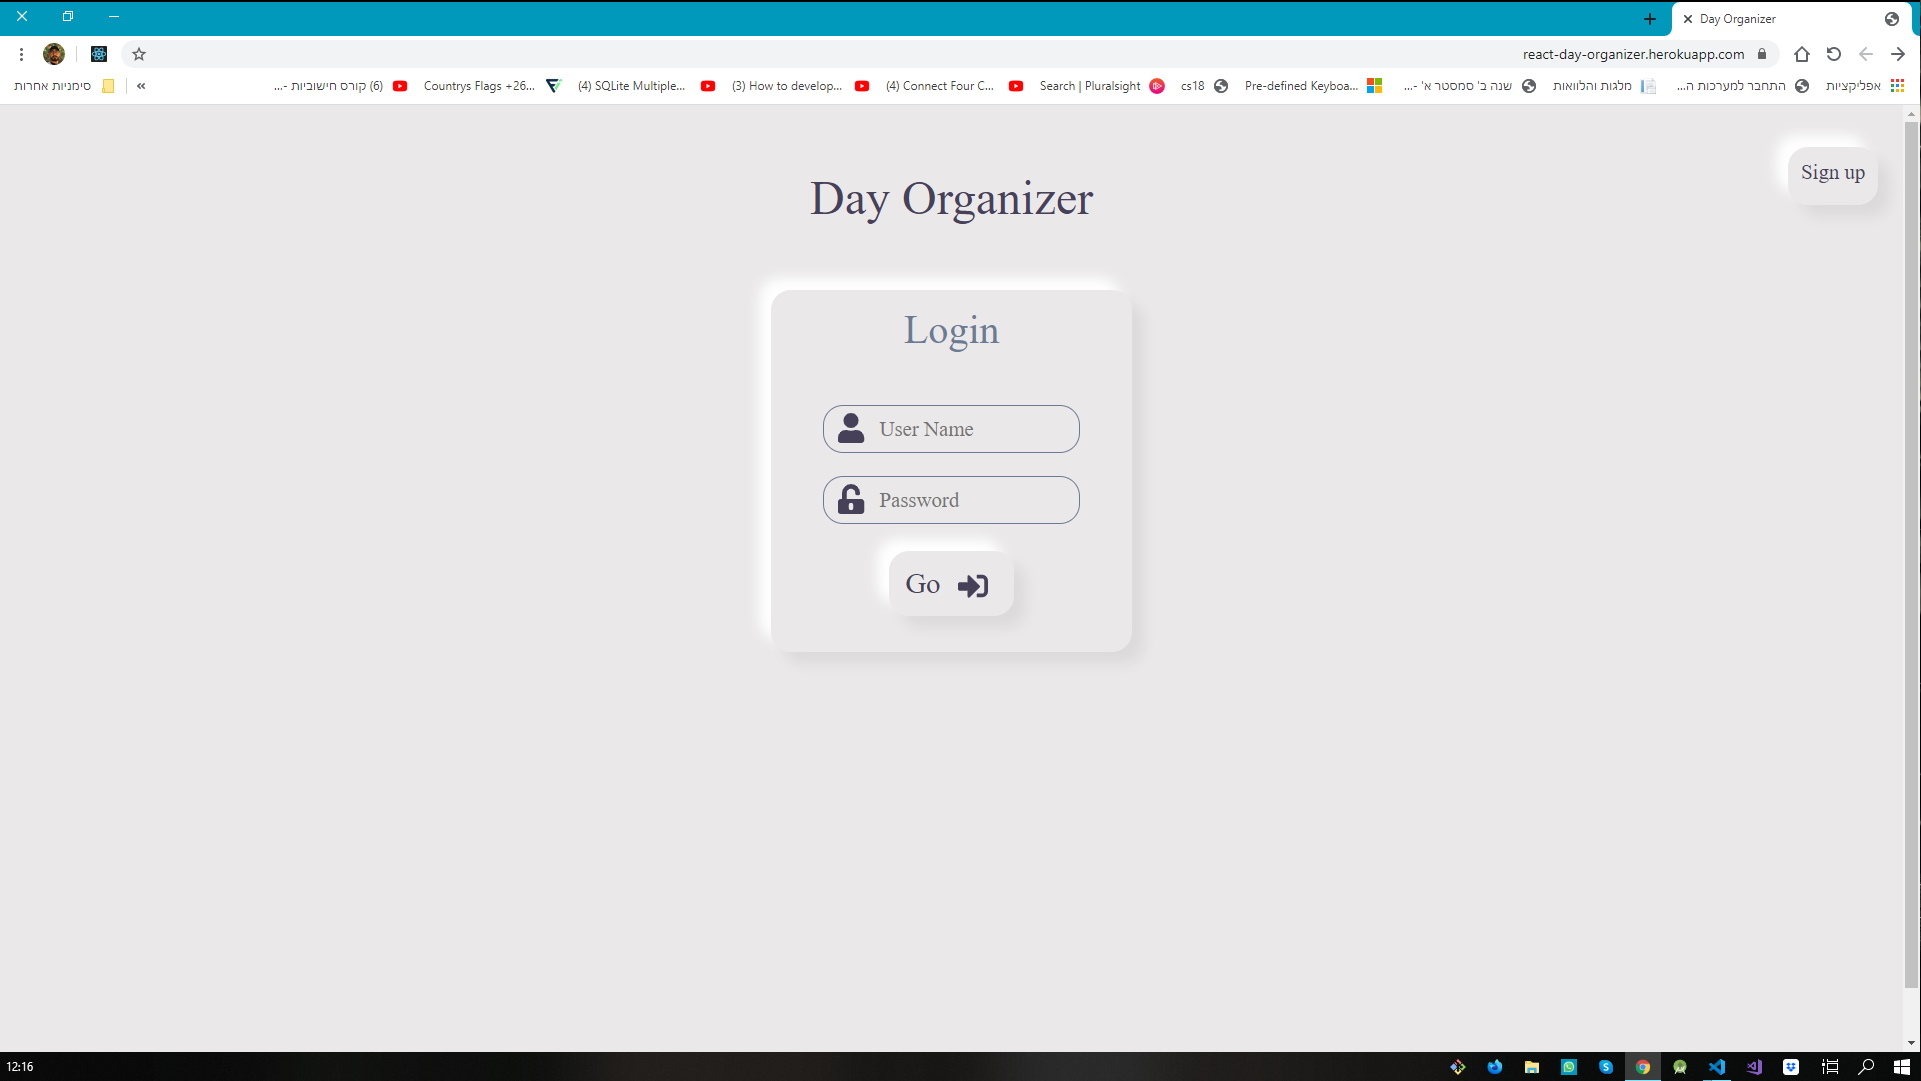 Day Organizer
react-day-organizer.herokuapp.com
אפליקציות
התחבר למערכות ה...
מלגות והלוואות
שנה ב' סמסטר א' -...
Pre-defined Keyboa...
cs18
Search | Pluralsight
(4) Connect Four C...
(3) How to develop...
(4) SQLite Multiple...
Countrys Flags +26...
(6) קורס חישוביות -...
»
סימניות אחרות
Sign up
Day Organizer
Login
User Name
Password
Go
12:16